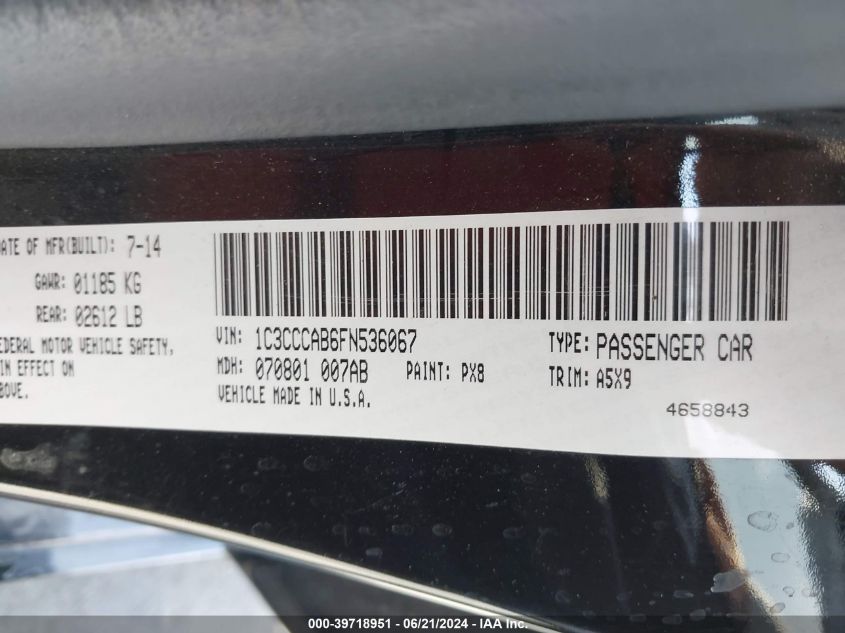 DATE OF MFR(BUILT): 7-14
GAWR: 01185 KG
REAR: 02612 LB
FEDERAL MOTOR VEHICLE SAFETY,
IN EFFECT ON
BOVE.
VIN: 1C3CCCAB6FN536067
TYPE: PASSENGER CAR
MDH: 070801 007AB
PAINT: PX8
TRIM: A5X9
VEHICLE MADE IN U.S.A.
4658843
000-39718951 / 06/21/2024 - IAA Inc.